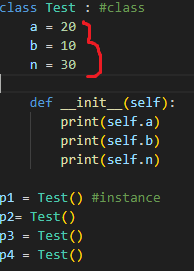 class Test : #class
    a = 20
    b = 10
    n = 30
    def __init__(self):
        print(self.a)
        print(self.b)
        print(self.n)
p1 = Test() #instance
p2= Test()
p3 = Test()
p4 = Test()